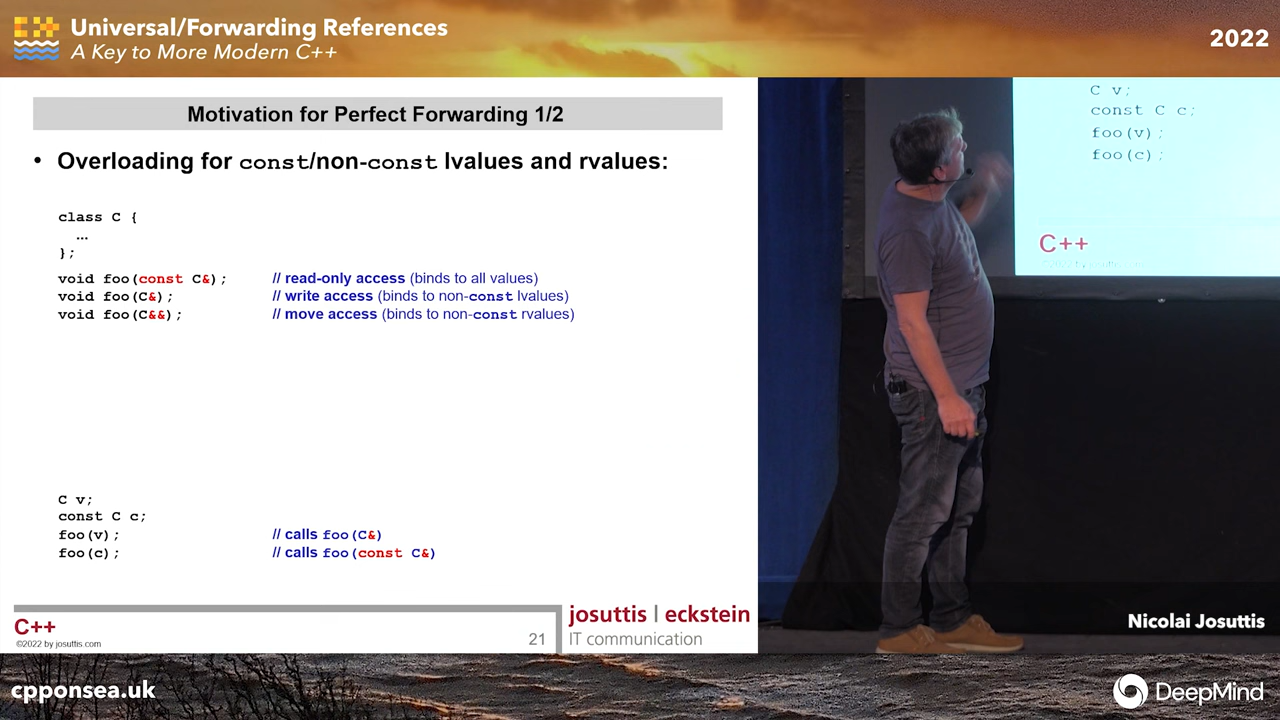 Universal/Forwarding References
A Key to More Modern C++
2022
Motivation for Perfect Forwarding 1/2
• Overloading for const/non-const lvalues and rvalues:
class C {
...
};
void foo(const C&); // read-only access (binds to all values)
void foo(C&); // write access (binds to non-const lvalues)
void foo(C&&); // move access (binds to non-const rvalues)
C v;
const C c;
foo(v); // calls foo(C&)
foo(c); // calls foo(const C&)
C++
©2022 by josuttis.com
21
josuttis | eckstein
IT communication
C v;
const C c;
foo(v);
foo(c);
C++
©2022 by josuttis.com
Nicolai Josuttis
cpponsea.uk
DeepMind